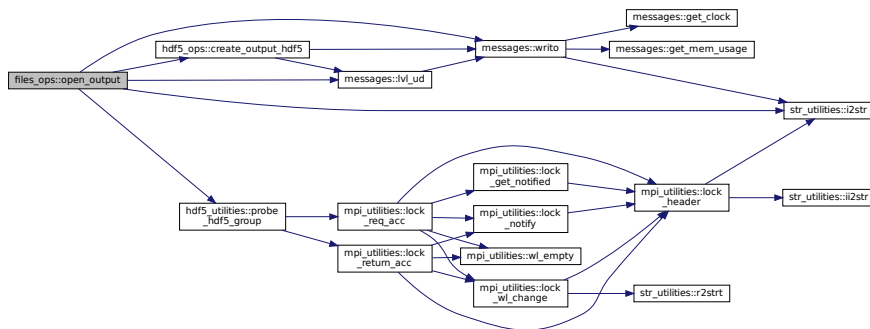 messages::get_clock
hdf5_ops::create_output_hdf5
messages::writo
messages::get_mem_usage
files_ops::open_output
messages::lvl_ud
str_utilities::i2str
mpi_utilities::lock
_get_notified
mpi_utilities::lock
_header
str_utilities::ii2str
hdf5_utilities::probe
_hdf5_group
mpi_utilities::lock
_req_acc
mpi_utilities::lock
_notify
mpi_utilities::lock
_return_acc
mpi_utilities::wl_empty
mpi_utilities::lock
_wl_change
str_utilities::r2strt